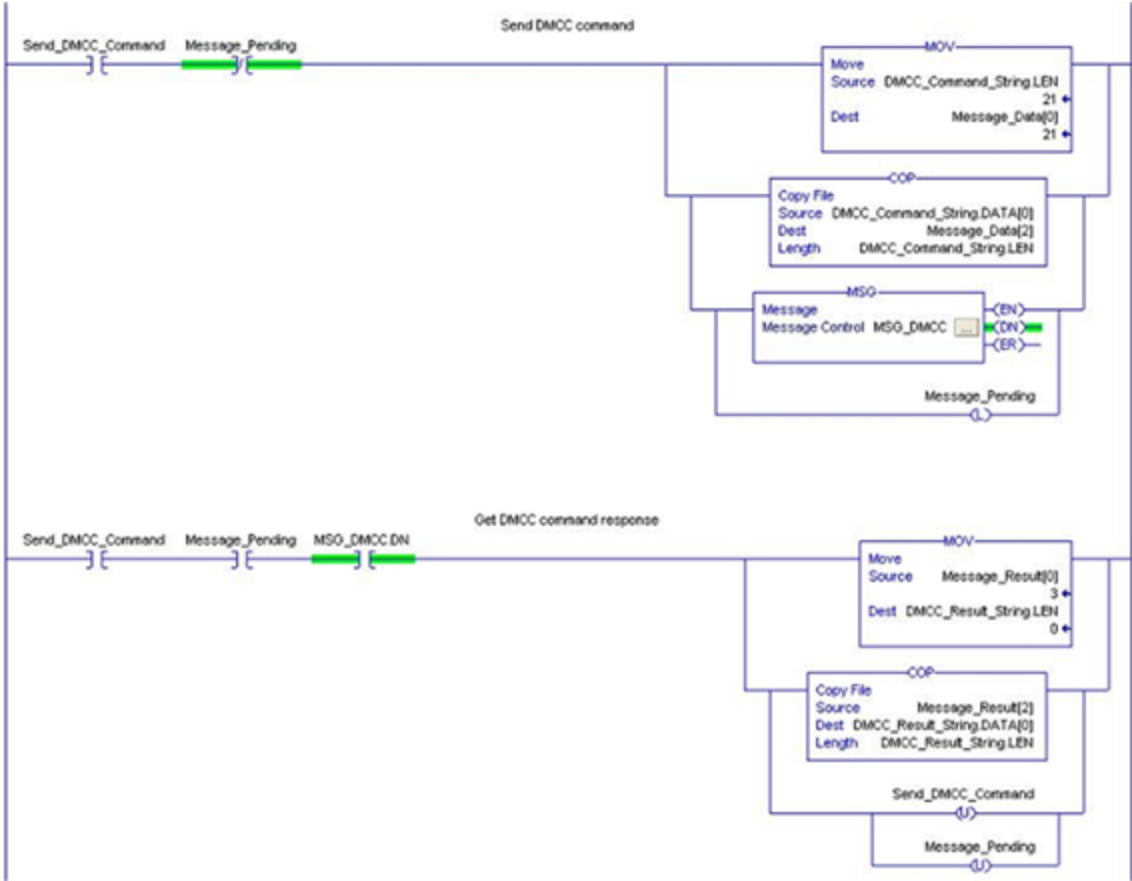 Send DMCC command
Send_DMCC_Command Message_Pending
MOV
Move
Source DMCC_Command_String.LEN
21
Dest Message_Data[0]
21
COP
Copy File
Source DMCC_Command_String.DATA[0]
Dest Message_Data[2]
Length DMCC_Command_String.LEN
MSG
Message
Message Control MSG_DMCC ...
EN
DN
ER
Message_Pending
L
Get DMCC command response
Send_DMCC_Command Message_Pending MSG_DMCC.DN
MOV
Move
Source Message_Result[0]
3
Dest DMCC_Result_String.LEN
0
COP
Copy File
Source Message_Result[2]
Dest DMCC_Result_String.DATA[0]
Length DMCC_Result_String.LEN
Send_DMCC_Command
U
Message_Pending
U